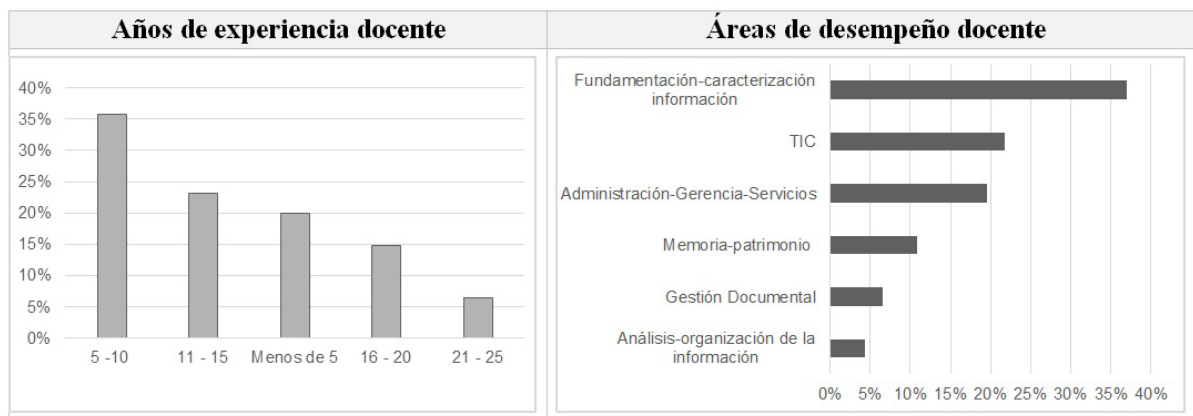 Años de experiencia docente
Áreas de desempeño docente
40%
35%
30%
25%
20%
15%
10%
5%
0%
5 -10
11 - 15
Menos de 5
16 - 20
21 - 25
Fundamentación-caracterización
información
TIC
Administración-Gerencia-Servicios
Memoria-patrimonio
Gestión Documental
Análisis-organización de la
información
0% 5% 10% 15% 20% 25% 30% 35% 40%